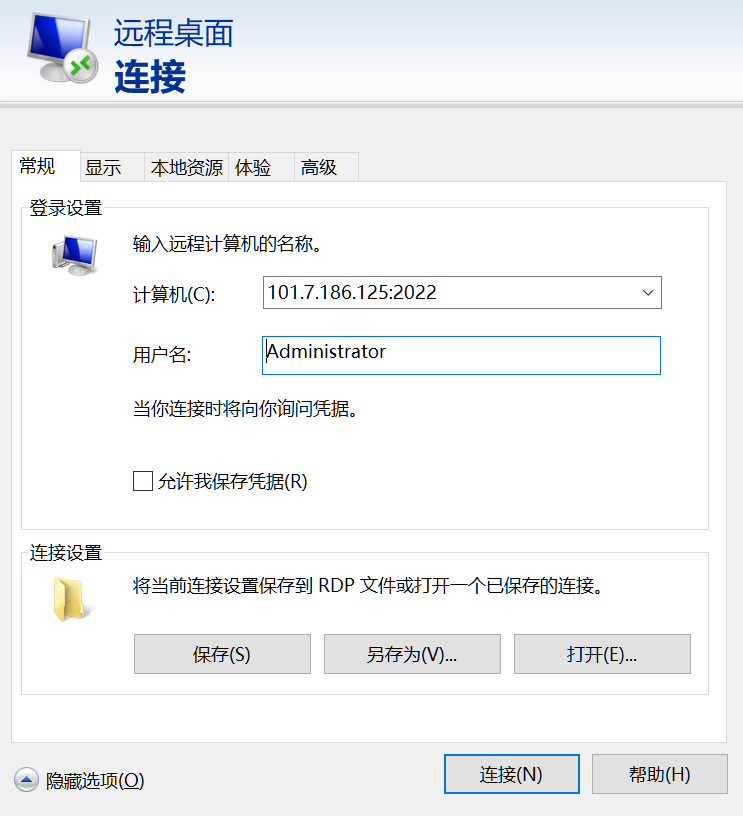 远程桌面
连接
常规 显示 本地资源 体验 高级
登录设置
输入远程计算机的名称。
计算机(C): 101.7.186.125:2022
用户名: Administrator
当你连接时将向你询问凭据。
允许我保存凭据(R)
连接设置
将当前连接设置保存到 RDP 文件或打开一个已保存的连接。
保存(S) 另存为(V)... 打开(E)...
隐藏选项(O) 连接(N) 帮助(H)